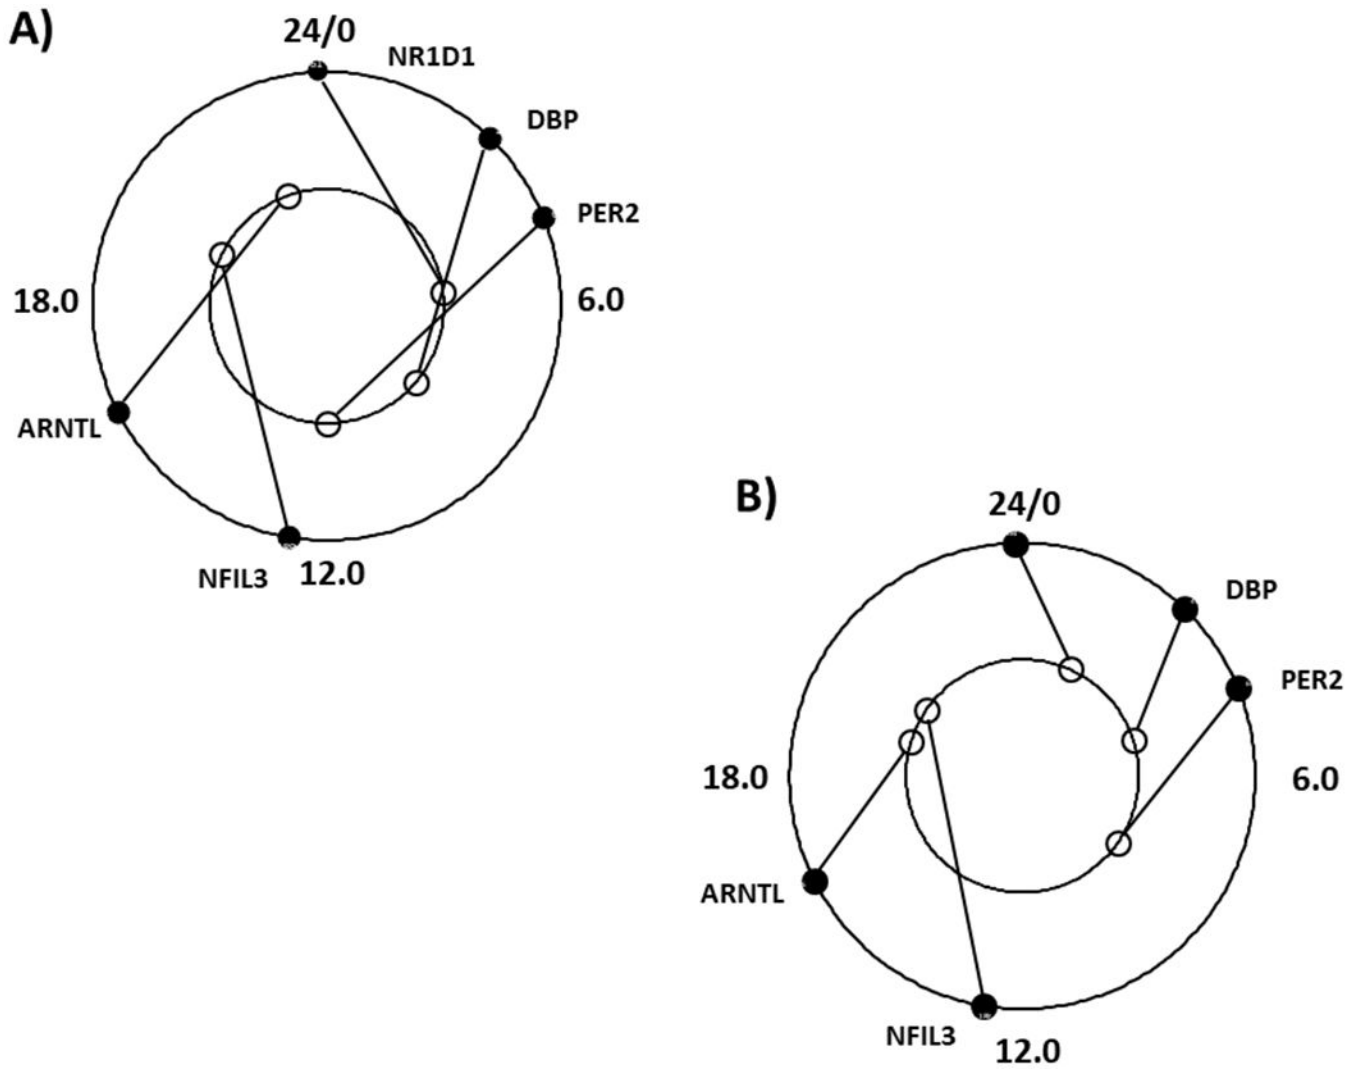 A)
24/0
NR1D1
DBP
PER2
18.0
6.0
ARNTL
NFIL3
12.0
B)
24/0
DBP
PER2
18.0
6.0
ARNTL
NFIL3
12.0